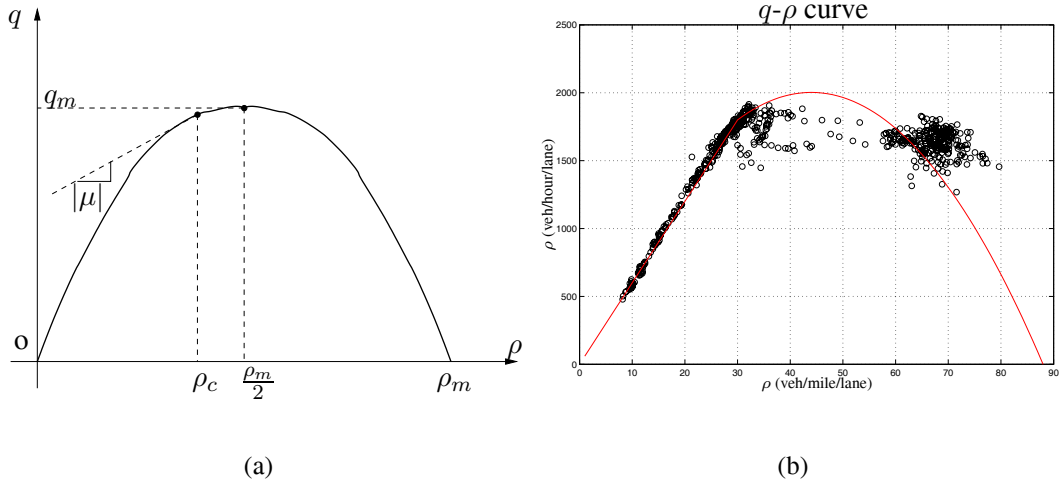 q
q_m
|μ|
o
ρ
ρ_c
ρ_m/2
ρ_m
(a)
q-ρ curve
2500
2000
1500
1000
500
0
ρ (veh/hour/lane)
0 10 20 30 40 50 60 70 80 90
ρ (veh/mile/lane)
(b)